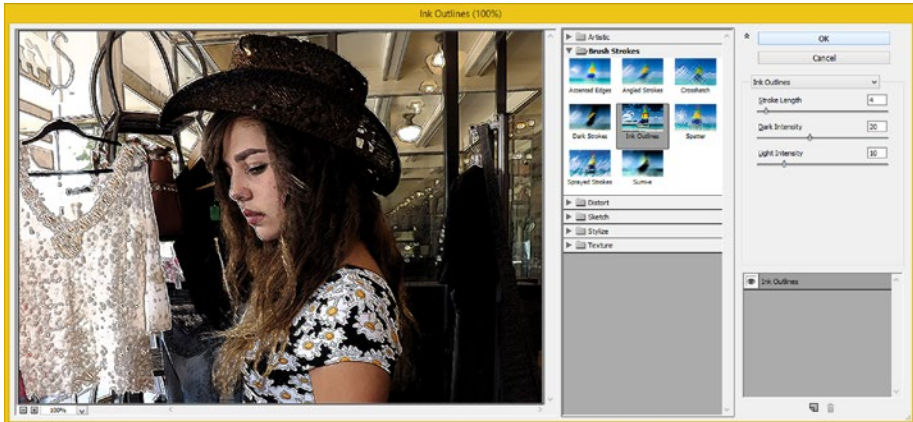 Ink Outlines (100%)
Artistic
Brush Strokes
Accented Edges
Angled Strokes
Crosshatch
Dark Strokes
Ink Outlines
Spatter
Sprayed Strokes
Sumi-e
Distort
Sketch
Stylize
Texture
100%
OK
Cancel
Ink Outlines
Stroke Length 4
Dark Intensity 20
Light Intensity 10
Ink Outlines